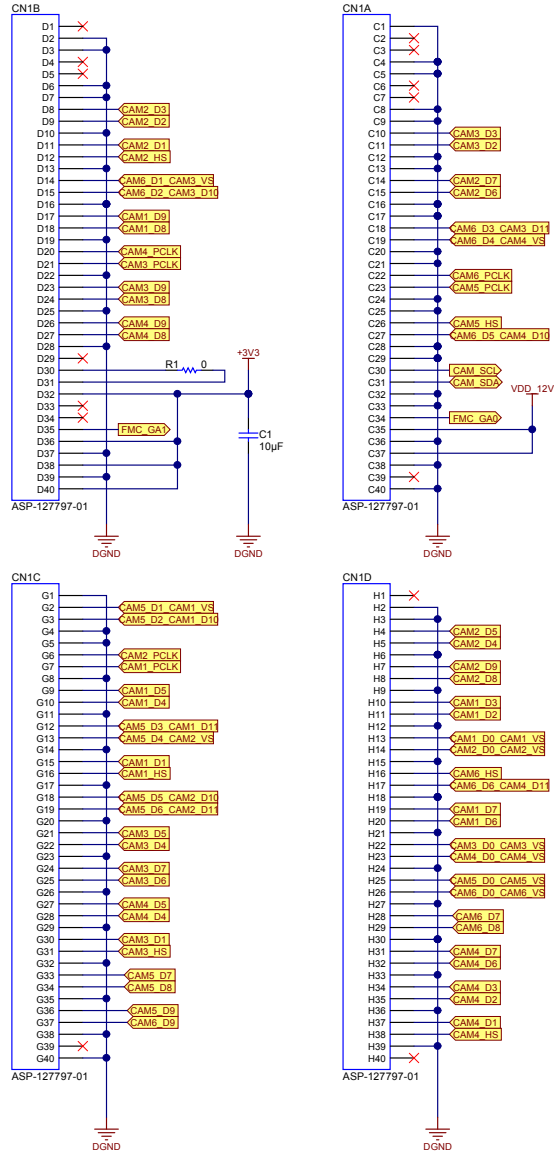 CN1B
D1
D2
D3
D4
D5
D6
D7
D8 CAM2_D3
D9 CAM2_D2
D10
D11 CAM2_D1
D12 CAM2_HS
D13
D14 CAM6_D1_CAM3_VS
D15 CAM6_D2_CAM3_D10
D16
D17 CAM1_D9
D18 CAM1_D8
D19
D20 CAM4_PCLK
D21 CAM3_PCLK
D22
D23 CAM3_D9
D24 CAM3_D8
D25
D26 CAM4_D9
D27 CAM4_D8
D28
D29
+3V3
R1 0
D30
D31
D32
D33
D34
D35 FMC_GA1
D36
D37
D38
D39
D40
C1
10µF
ASP-127797-01
DGND
DGND
CN1A
C1
C2
C3
C4
C5
C6
C7
C8
C9
C10 CAM3_D3
C11 CAM3_D2
C12
C13
C14 CAM2_D7
C15 CAM2_D6
C16
C17
C18 CAM6_D3_CAM3_D11
C19 CAM6_D4_CAM4_VS
C20
C21
C22 CAM6_PCLK
C23 CAM5_PCLK
C24
C25
C26 CAM5_HS
C27 CAM6_D5_CAM4_D10
C28
C29
C30 CAM_SCL
C31 CAM_SDA
VDD_12V
C32
C33
C34 FMC_GA0
C35
C36
C37
C38
C39
C40
ASP-127797-01
DGND
CN1C
G1
G2 CAM5_D1_CAM1_VS
G3 CAM5_D2_CAM1_D10
G4
G5
G6 CAM2_PCLK
G7 CAM1_PCLK
G8
G9 CAM1_D5
G10 CAM1_D4
G11
G12 CAM5_D3_CAM1_D11
G13 CAM5_D4_CAM2_VS
G14
G15 CAM1_D1
G16 CAM1_HS
G17
G18 CAM5_D5_CAM2_D10
G19 CAM5_D6_CAM2_D11
G20
G21 CAM3_D5
G22 CAM3_D4
G23
G24 CAM3_D7
G25 CAM3_D6
G26
G27 CAM4_D5
G28 CAM4_D4
G29
G30 CAM3_D1
G31 CAM3_HS
G32
G33 CAM5_D7
G34 CAM5_D8
G35
G36 CAM5_D9
G37 CAM6_D9
G38
G39
G40
ASP-127797-01
DGND
CN1D
H1
H2
H3
H4 CAM2_D5
H5 CAM2_D4
H6
H7 CAM2_D9
H8 CAM2_D8
H9
H10 CAM1_D3
H11 CAM1_D2
H12
H13 CAM1_D0_CAM1_VS
H14 CAM2_D0_CAM2_VS
H15
H16 CAM6_HS
H17 CAM6_D6_CAM4_D11
H18
H19 CAM1_D7
H20 CAM1_D6
H21
H22 CAM3_D0_CAM3_VS
H23 CAM4_D0_CAM4_VS
H24
H25 CAM5_D0_CAM5_VS
H26 CAM6_D0_CAM6_VS
H27
H28 CAM6_D7
H29 CAM6_D8
H30
H31 CAM4_D7
H32 CAM4_D6
H33
H34 CAM4_D3
H35 CAM4_D2
H36
H37 CAM4_D1
H38 CAM4_HS
H39
H40
ASP-127797-01
DGND